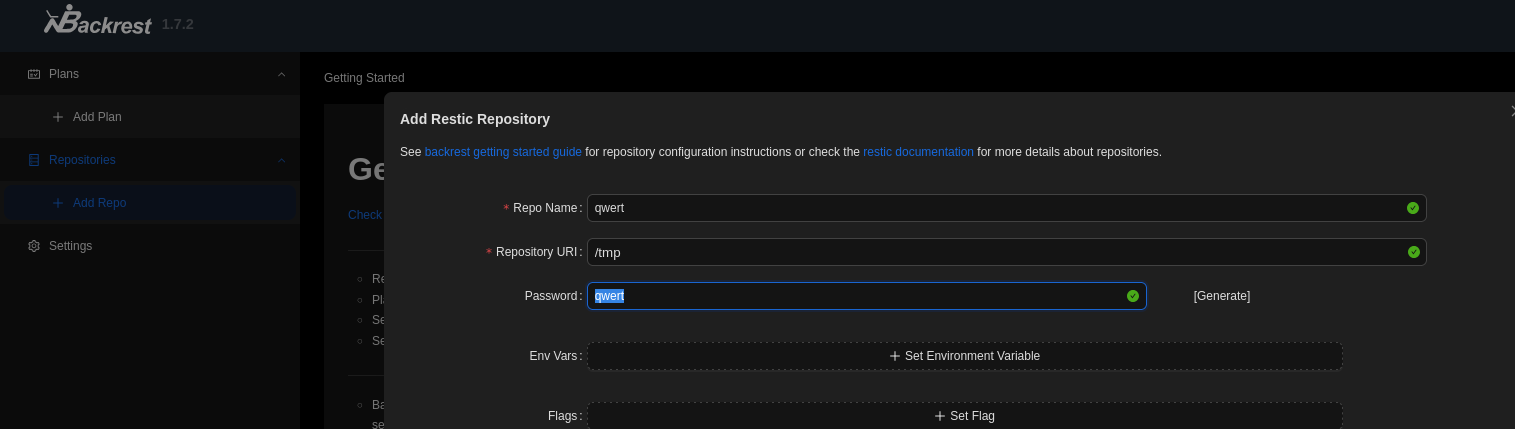 Backrest 1.7.2
Plans
Add Plan
Repositories
Add Repo
Settings
Getting Started
Ge
Check
Re
Pl
Se
Se
Ba
se
Add Restic Repository
See backrest getting started guide for repository configuration instructions or check the restic documentation for more details about repositories.
* Repo Name: qwert
* Repository URI: /tmp
Password: qwert [Generate]
Env Vars: + Set Environment Variable
Flags: + Set Flag